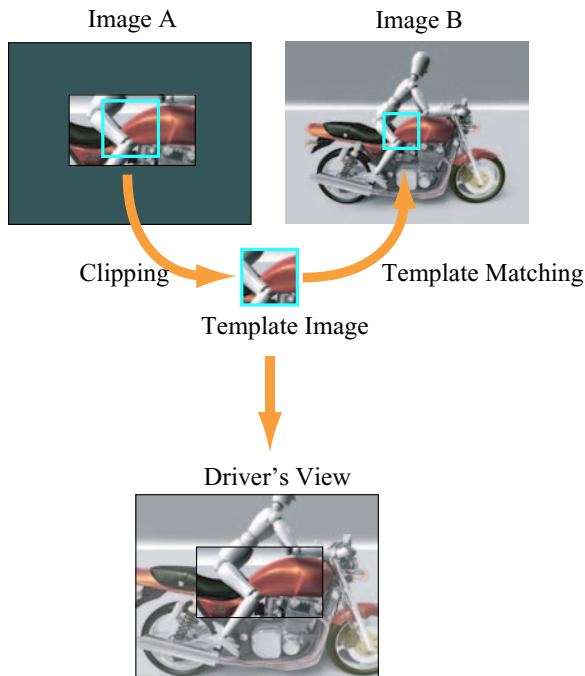 Image A
Image B
Clipping
Template Matching
Template Image
Driver’s View